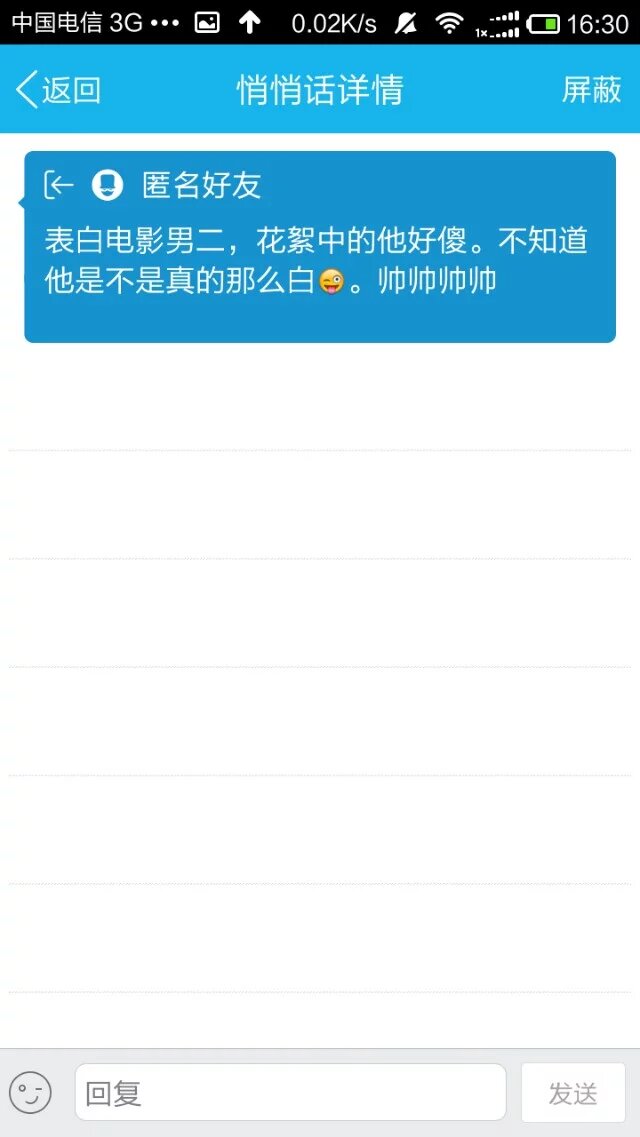 中国电信 3G ••• 0.02K/s 1× 16:30
返回 悄悄话详情 屏蔽
匿名好友
表白电影男二，花絮中的他好傻。不知道
他是不是真的那么白😜。帅帅帅帅
回复 发送